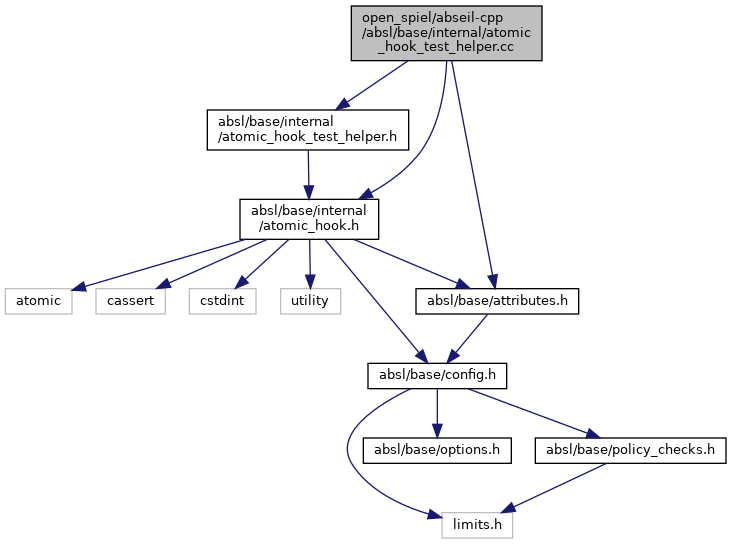 open_spiel/abseil-cpp
/absl/base/internal/atomic
_hook_test_helper.cc
absl/base/internal
/atomic_hook_test_helper.h
absl/base/internal
/atomic_hook.h
atomic
cassert
cstdint
utility
absl/base/attributes.h
absl/base/config.h
absl/base/options.h
absl/base/policy_checks.h
limits.h